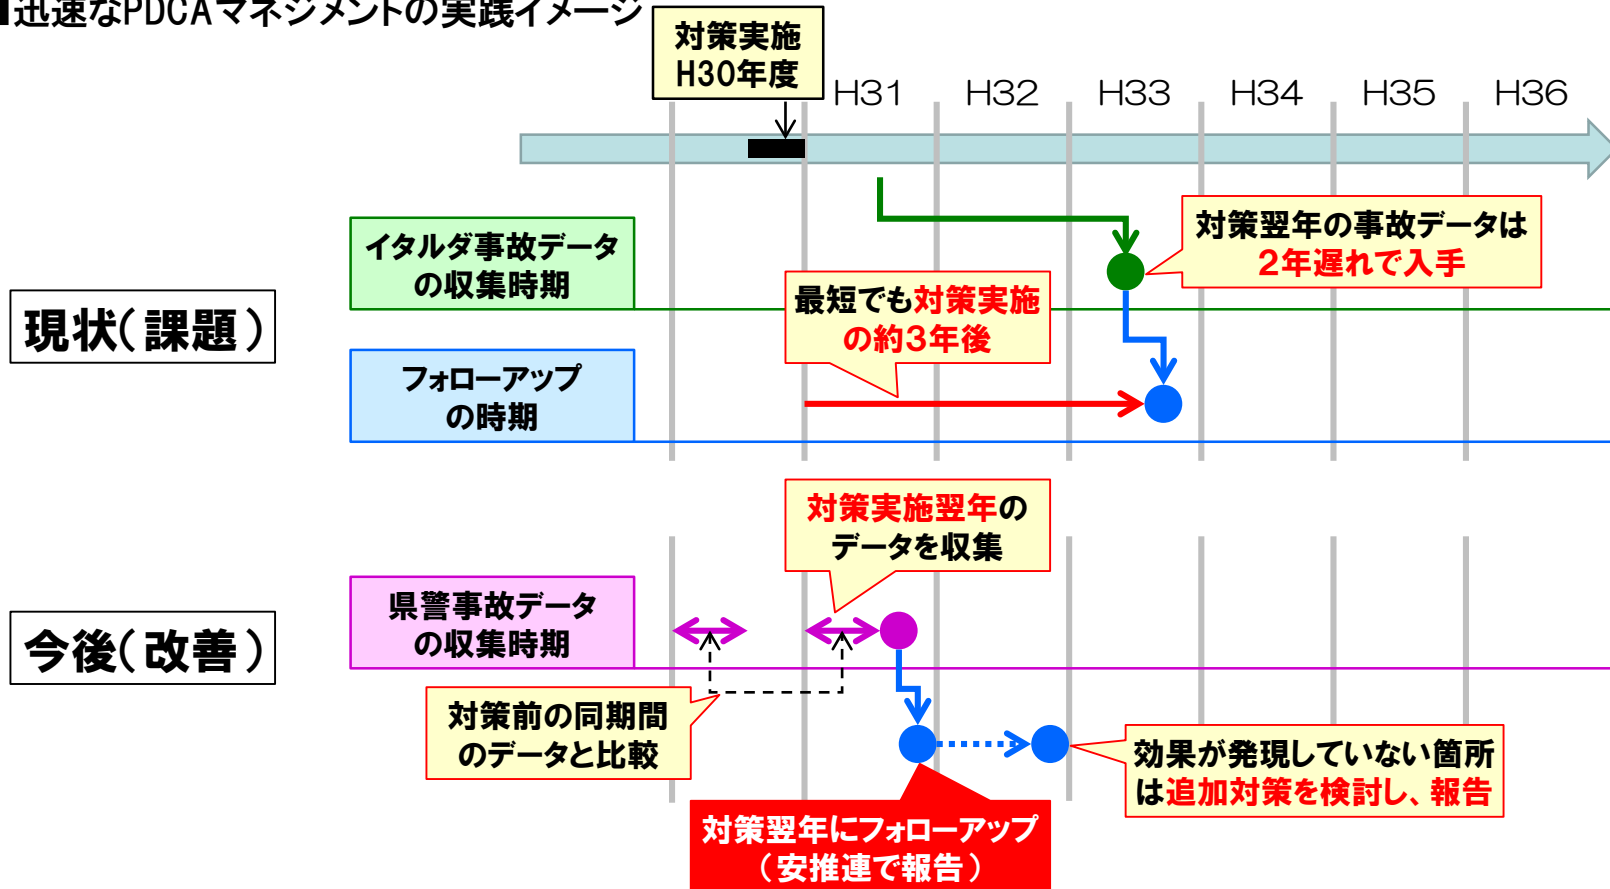 ■迅速なPDCAマネジメントの実践イメージ
対策実施
H30年度
H31
H32
H33
H34
H35
H36
現状（課題）
イタルダ事故データ
の収集時期
対策翌年の事故データは
2年遅れで入手
最短でも対策実施
の約3年後
フォローアップ
の時期
今後（改善）
対策実施翌年の
データを収集
県警事故データ
の収集時期
対策前の同期間
のデータと比較
効果が発現していない箇所
は追加対策を検討し、報告
対策翌年にフォローアップ
（安推連で報告）